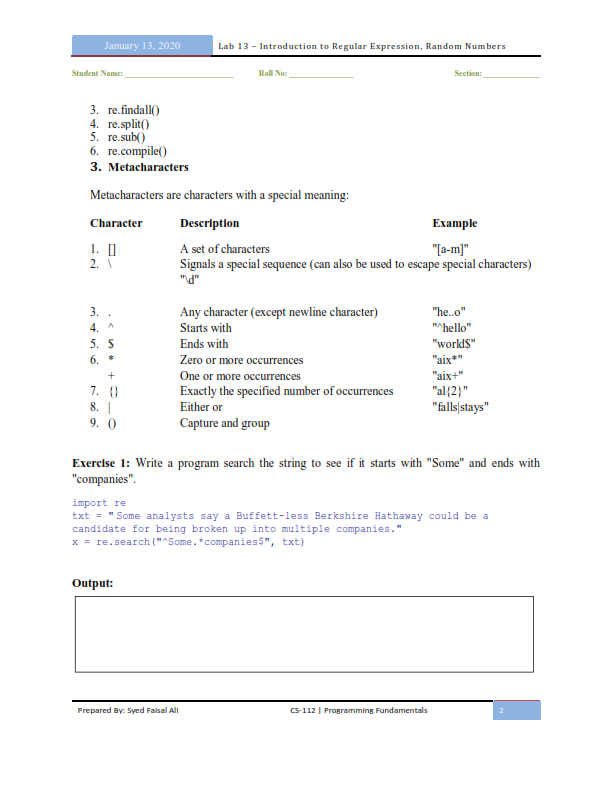 January 13, 2020 Lab 13 – Introduction to Regular Expression, Random Numbers
Student Name: __________________________ Roll No: _______________ Section: _____________
3. re.findall()
4. re.split()
5. re.sub()
6. re.compile()
3. Metacharacters
Metacharacters are characters with a special meaning:
Character Description Example
1. [] A set of characters "[a-m]"
2. \ Signals a special sequence (can also be used to escape special characters)
"\d"
3. . Any character (except newline character) "he..o"
4. ^ Starts with "^hello"
5. $ Ends with "world$"
6. * Zero or more occurrences "aix*"
+ One or more occurrences "aix+"
7. {} Exactly the specified number of occurrences "al{2}"
8. | Either or "falls|stays"
9. () Capture and group
Exercise 1: Write a program search the string to see if it starts with "Some" and ends with
"companies".
import re
txt = "Some analysts say a Buffett-less Berkshire Hathaway could be a
candidate for being broken up into multiple companies."
x = re.search("^Some.*companies$", txt)
Output:
Prepared By: Syed Faisal Ali CS-112 | Programming Fundamentals 2